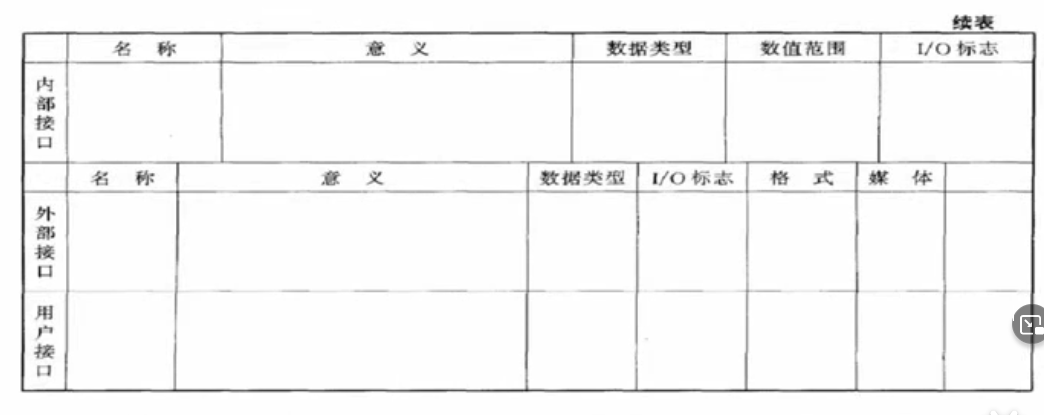 续表
名 称 意 义 数据类型 数值范围 I/O 标志
内部接口
名 称 意 义 数据类型 I/O 标志 格 式 媒 体
外部接口
用户接口